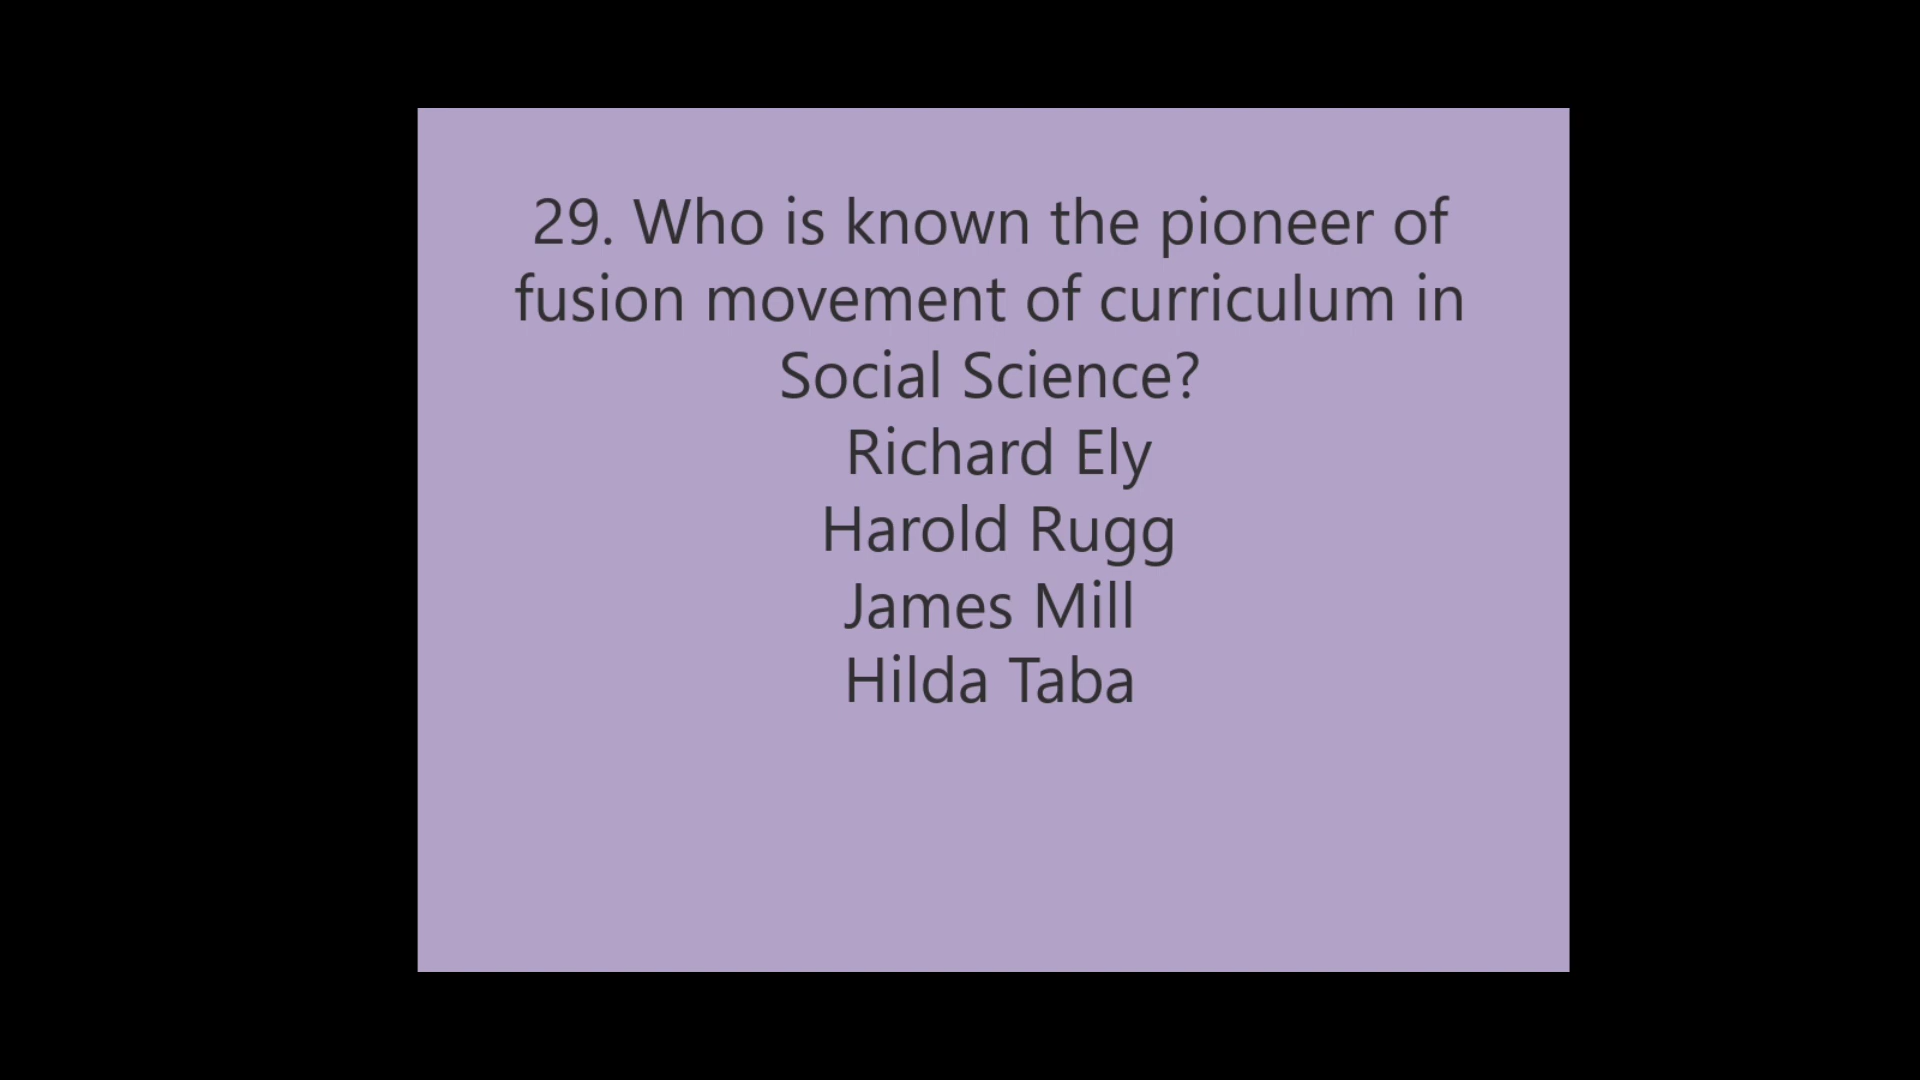 29. Who is known the pioneer of
fusion movement of curriculum in
Social Science?
Richard Ely
Harold Rugg
James Mill
Hilda Taba